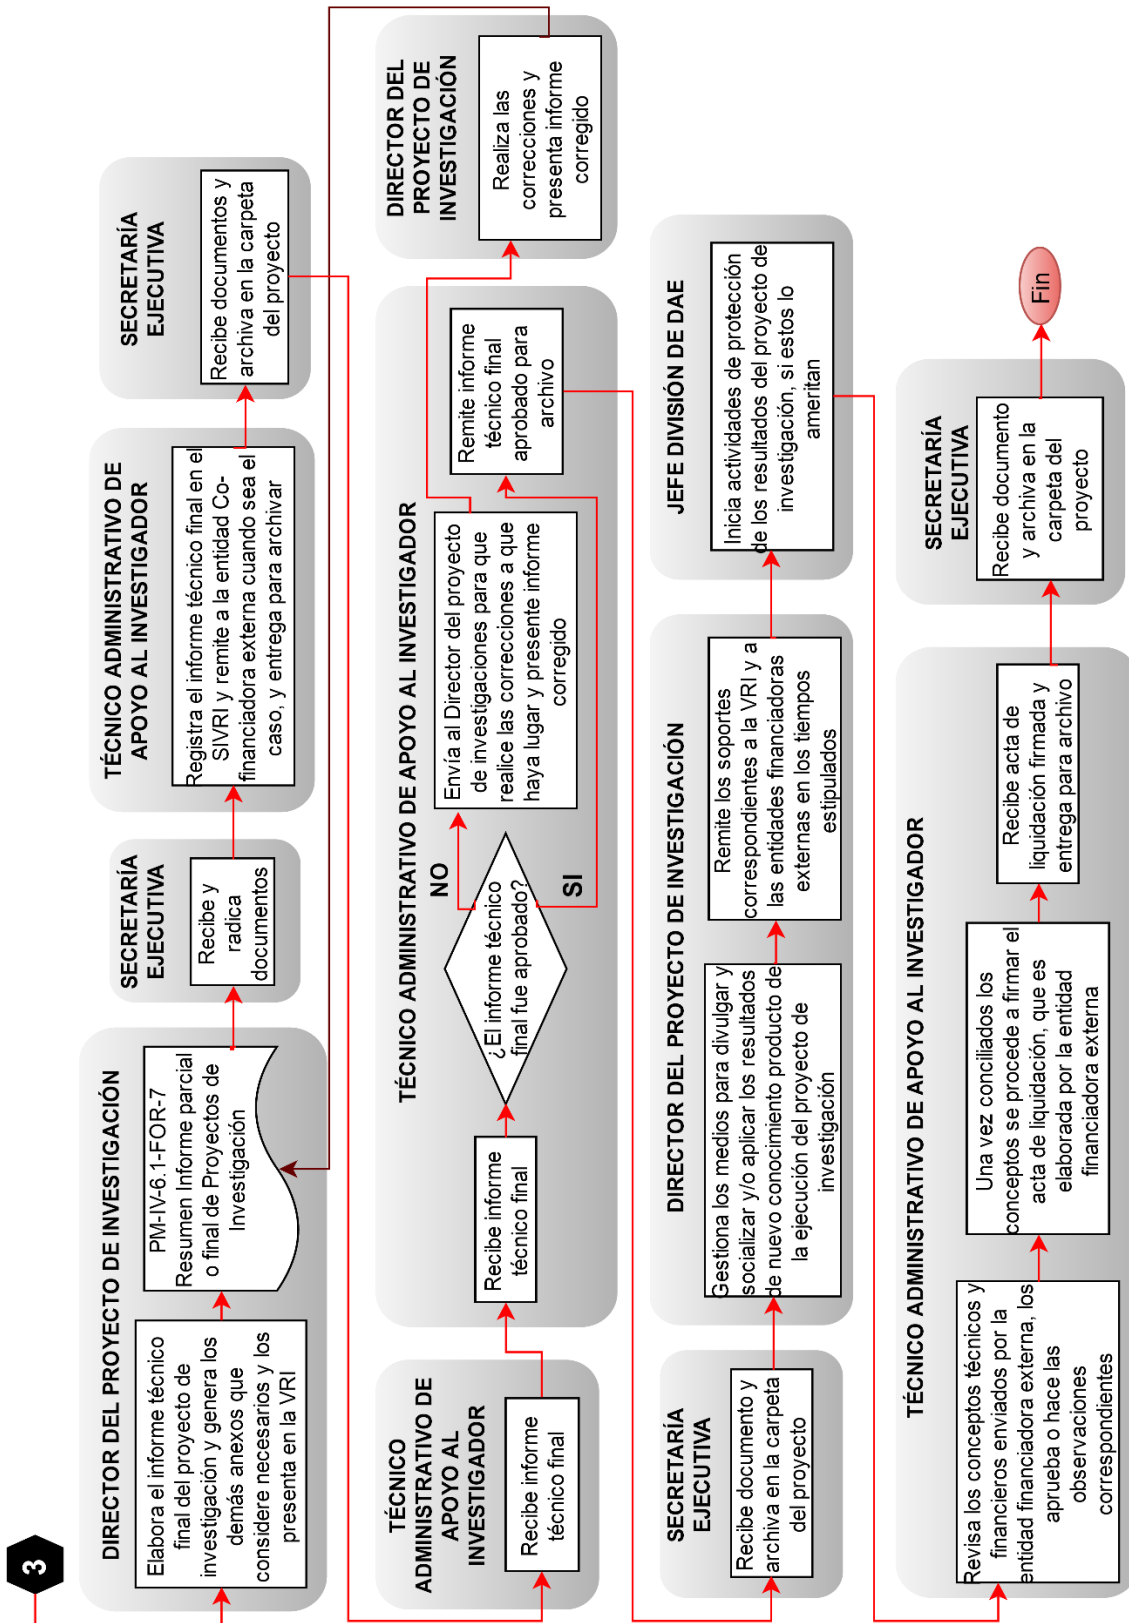 3
DIRECTOR DEL PROYECTO DE INVESTIGACIÓN
Elabora el informe técnico
final del proyecto de
investigación y genera los
demás anexos que
considere necesarios y los
presenta en la VRI
PM-IV-6.1-FOR-7
Resumen Informe parcial
o final de Proyectos de
Investigación
SECRETARÍA
EJECUTIVA
Recibe y
radica
documentos
TÉCNICO ADMINISTRATIVO DE
APOYO AL INVESTIGADOR
Registra el informe técnico final en el
SIVRI y remite a la entidad Co-
financiadora externa cuando sea el
caso, y entrega para archivar
SECRETARÍA
EJECUTIVA
Recibe documentos y
archiva en la carpeta
del proyecto
TÉCNICO
ADMINISTRATIVO DE
APOYO AL
INVESTIGADOR
Recibe informe
técnico final
TÉCNICO ADMINISTRATIVO DE APOYO AL INVESTIGADOR
Recibe informe
técnico final
¿El informe técnico
final fue aprobado?
NO
SI
Envía al Director del proyecto
de investigaciones para que
realice las correcciones a que
haya lugar y presente informe
corregido
Remite informe
técnico final
aprobado para
archivo
DIRECTOR DEL
PROYECTO DE
INVESTIGACIÓN
Realiza las
correcciones y
presenta informe
corregido
SECRETARÍA
EJECUTIVA
Recibe documento y
archiva en la carpeta
del proyecto
DIRECTOR DEL PROYECTO DE INVESTIGACIÓN
Gestiona los medios para divulgar y
socializar y/o aplicar los resultados
de nuevo conocimiento producto de
la ejecución del proyecto de
investigación
Remite los soportes
correspondientes a la VRI y a
las entidades financiadoras
externas en los tiempos
estipulados
JEFE DIVISIÓN DE DAE
Inicia actividades de protección
de los resultados del proyecto de
investigación, si estos lo
ameritan
TÉCNICO ADMINISTRATIVO DE APOYO AL INVESTIGADOR
Revisa los conceptos técnicos y
financieros enviados por la
entidad financiadora externa, los
aprueba o hace las
observaciones
correspondientes
Una vez conciliados los
conceptos se procede a firmar el
acta de liquidación, que es
elaborada por la entidad
financiadora externa
Recibe acta de
liquidación firmada y
entrega para archivo
SECRETARÍA
EJECUTIVA
Recibe documento
y archiva en la
carpeta del
proyecto
Fin